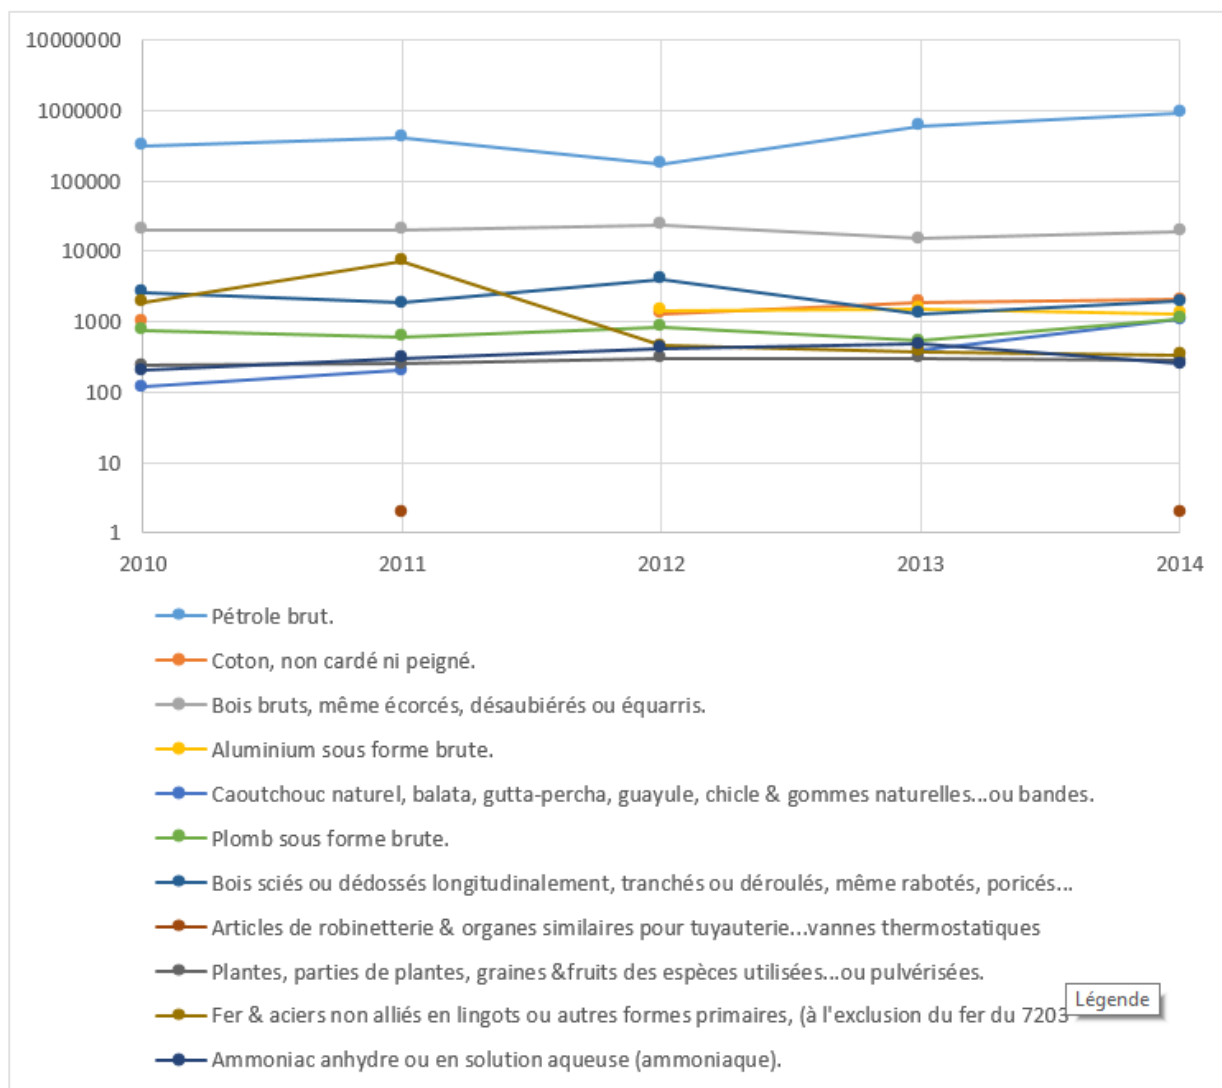 10000000
1000000
100000
10000
1000
100
10
1
2010 2011 2012 2013 2014
Pétrole brut.
Coton, non cardé ni peigné.
Bois bruts, même écorcés, désaubiérés ou équarris.
Aluminium sous forme brute.
Caoutchouc naturel, balata, gutta-percha, guayule, chicle & gommes naturelles...ou bandes.
Plomb sous forme brute.
Bois sciés ou dédossés longitudinalement, tranchés ou déroulés, même rabotés, poricés...
Articles de robinetterie & organes similaires pour tuyauterie...vannes thermostatiques
Plantes, parties de plantes, graines &fruits des espèces utilisées...ou pulvérisées.
Légende
Fer & aciers non alliés en lingots ou autres formes primaires, (à l'exclusion du fer du 7203
Ammoniac anhydre ou en solution aqueuse (ammoniaque).